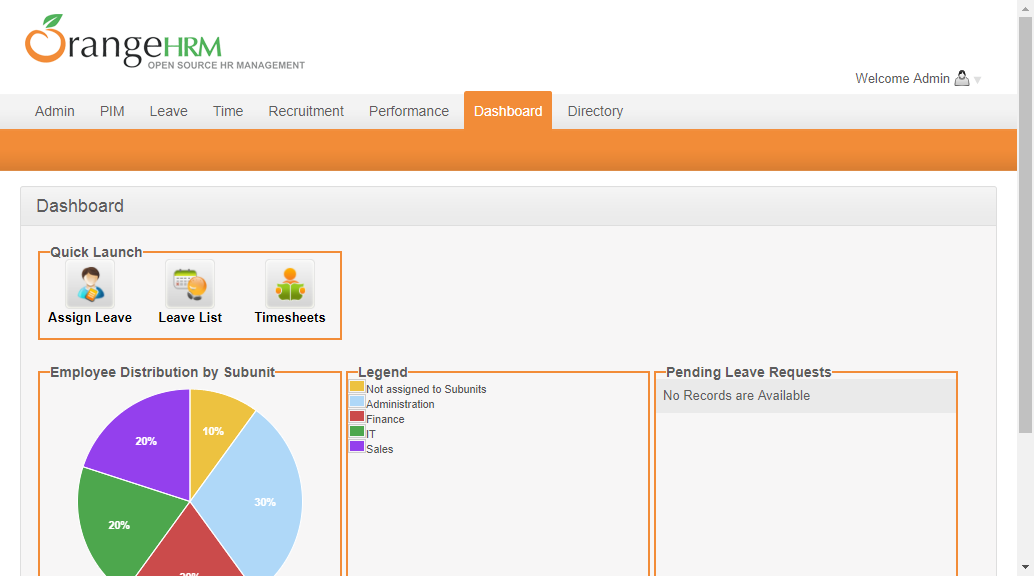 OrangeHRM
OPEN SOURCE HR MANAGEMENT
Welcome Admin
Admin PIM Leave Time Recruitment Performance Dashboard Directory
Dashboard
Quick Launch
Assign Leave Leave List Timesheets
Employee Distribution by Subunit
10%
20%
30%
20%
Legend
Not assigned to Subunits
Administration
Finance
IT
Sales
Pending Leave Requests
No Records are Available